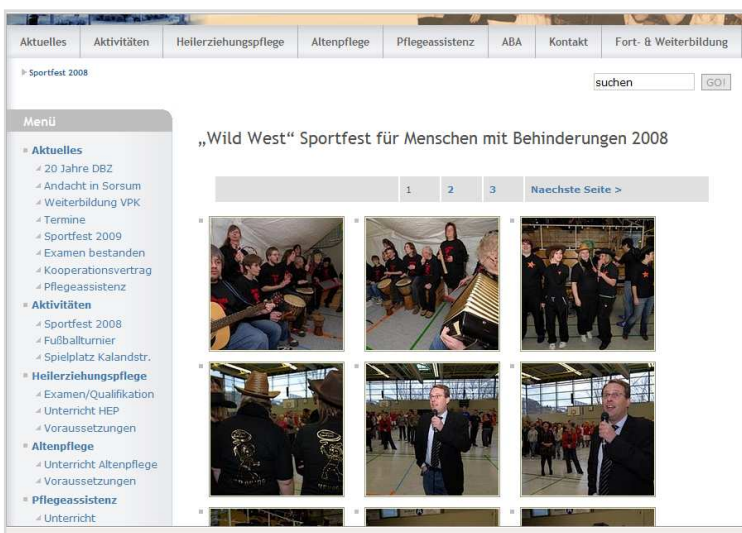 Aktuelles Aktivitäten Heilerziehungspflege Altenpflege Pflegeassistenz ABA Kontakt Fort- & Weiterbildung
Sportfest 2008
suchen GO!
Menü
Aktuelles
20 Jahre DBZ
Andacht in Sorsum
Weiterbildung VPK
Termine
Sportfest 2009
Examen bestanden
Kooperationsvertrag
Pflegeassistenz
Aktivitäten
Sportfest 2008
Fußballturnier
Spielplatz Kalandstr.
Heilerziehungspflege
Examen/Qualifikation
Unterricht HEP
Voraussetzungen
Altenpflege
Unterricht Altenpflege
Voraussetzungen
Pflegeassistenz
Unterricht
„Wild West“ Sportfest für Menschen mit Behinderungen 2008
1 2 3 Naechste Seite >